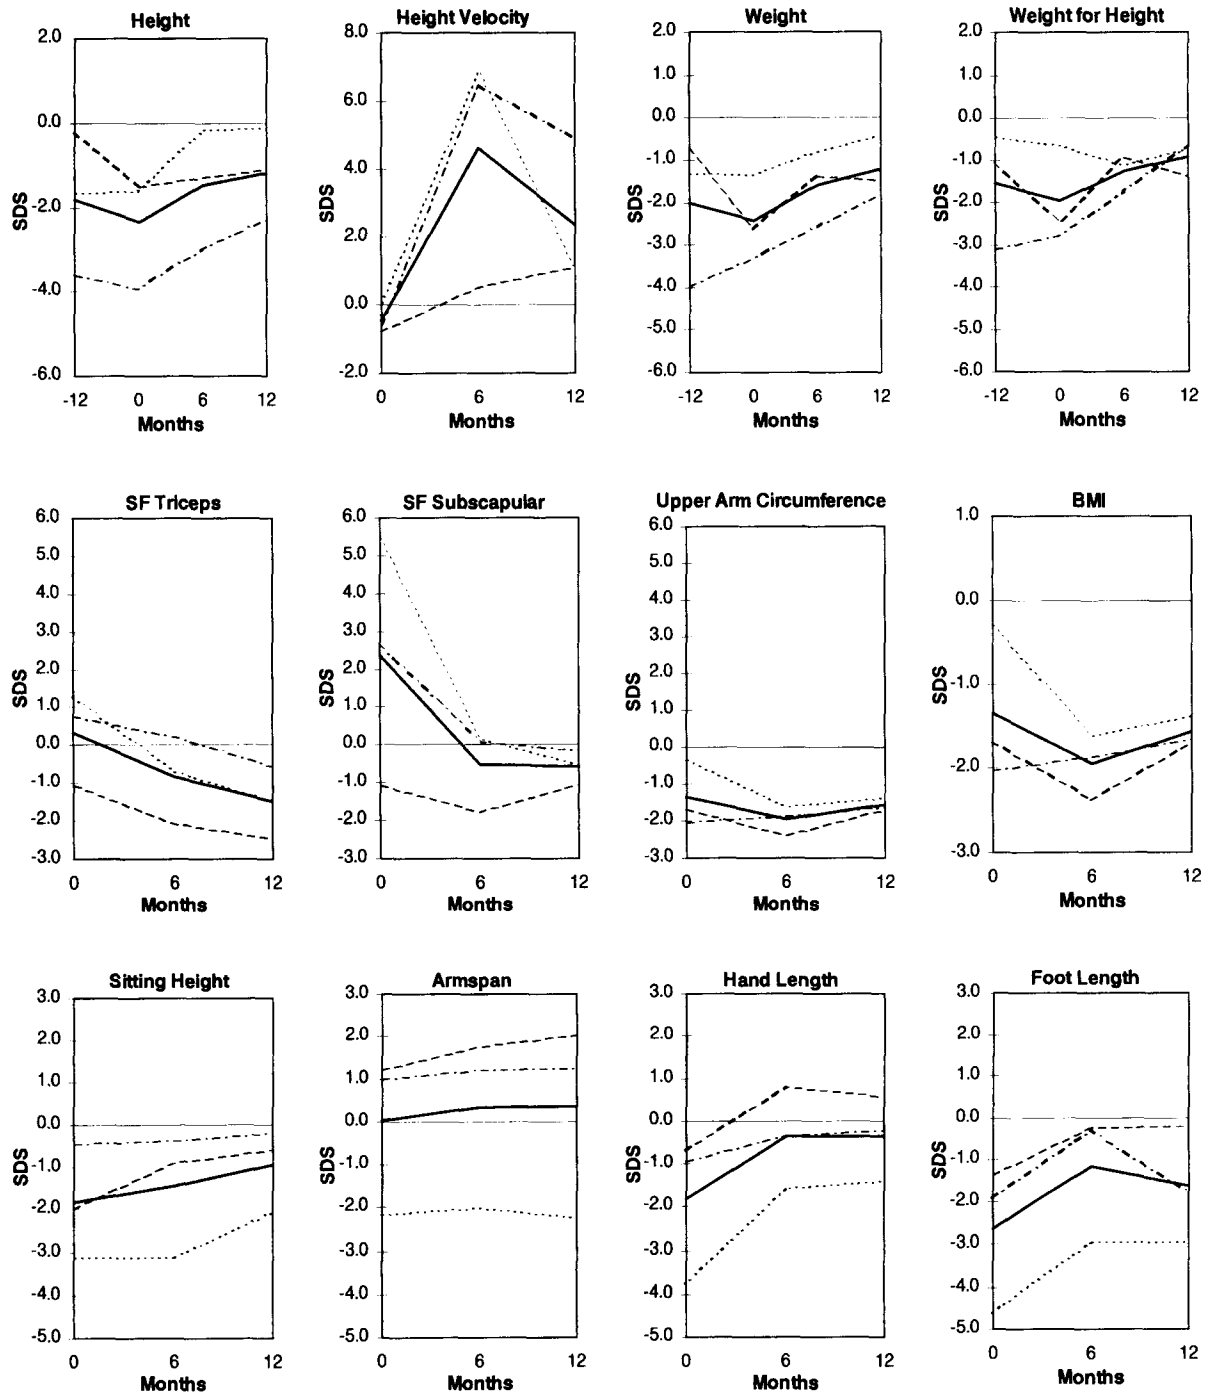 Height
2.0
0.0
-2.0
-4.0
-6.0
SDS
-12 0 6 12
Months
Height Velocity
8.0
6.0
4.0
2.0
0.0
-2.0
SDS
0 6 12
Months
Weight
2.0
1.0
0.0
-1.0
-2.0
-3.0
-4.0
-5.0
-6.0
SDS
-12 0 6 12
Months
Weight for Height
2.0
1.0
0.0
-1.0
-2.0
-3.0
-4.0
-5.0
-6.0
SDS
-12 0 6 12
Months
SF Triceps
6.0
5.0
4.0
3.0
2.0
1.0
0.0
-1.0
-2.0
-3.0
SDS
0 6 12
Months
SF Subscapular
6.0
5.0
4.0
3.0
2.0
1.0
0.0
-1.0
-2.0
-3.0
SDS
0 6 12
Months
Upper Arm Circumference
6.0
5.0
4.0
3.0
2.0
1.0
0.0
-1.0
-2.0
-3.0
SDS
0 6 12
Months
BMI
1.0
0.0
-1.0
-2.0
-3.0
SDS
0 6 12
Months
Sitting Height
3.0
2.0
1.0
0.0
-1.0
-2.0
-3.0
-4.0
-5.0
SDS
0 6 12
Months
Armspan
3.0
2.0
1.0
0.0
-1.0
-2.0
-3.0
-4.0
-5.0
SDS
0 6 12
Months
Hand Length
3.0
2.0
1.0
0.0
-1.0
-2.0
-3.0
-4.0
-5.0
SDS
0 6 12
Months
Foot Length
3.0
2.0
1.0
0.0
-1.0
-2.0
-3.0
-4.0
-5.0
SDS
0 6 12
Months